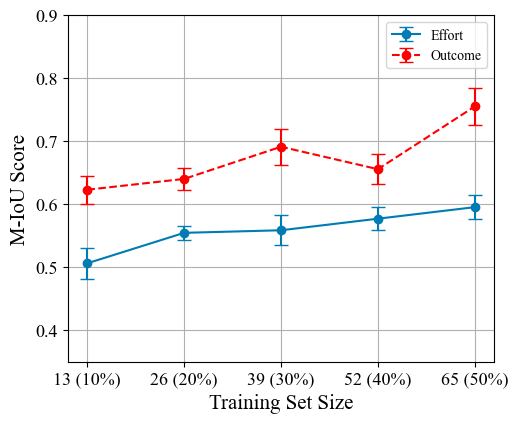 0.9
0.8
0.7
0.6
0.5
0.4
M-IoU Score
Effort
Outcome
13 (10%) 26 (20%) 39 (30%) 52 (40%) 65 (50%)
Training Set Size